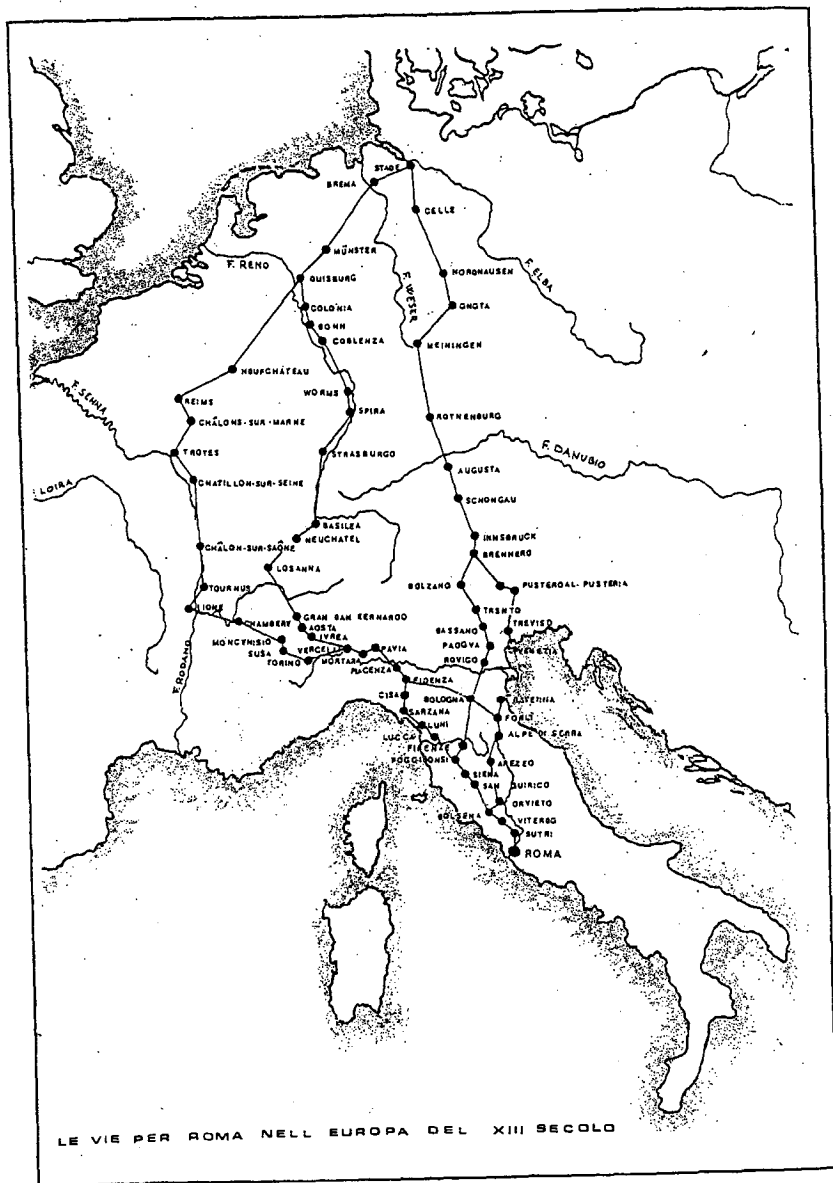 STADE
BREMA
CELLE
MÜNSTER
F. RENO
F. WESER
NORDHAUSEN
F. ELBA
DUISBURG
GHOTA
COLONIA
BONN
COBLENZA
MEININGEN
NEUFCHÂTEAU
WORMS
REIMS
F. SENNA
SPIRA
CHÂLONS-SUR-MARNE
ROTHENBURG
TROYES
STRASBURGO
F. DANUBIO
AUGUSTA
CHATILLON-SUR-SEINE
LOIRA
SCHONGAU
BASILEA
NEUCHATEL
INNSBRUCK
CHÂLON-SUR-SAÔNE
BRENNERO
LOSANNA
TOURNUS
BOLZANO
PUSTERDAL-PUSTERIA
LIONE
CHAMBERY
GRAN SAN BERNARDO
TRENTO
AOSTA
TREVISO
MONCENISIO
IVREA
BASSANO
SUSA
VERCELLI
PAVIA
PADOVA
VENEZIA
TORINO
MORTARA
ROVIGO
F. RODANO
PIACENZA
FIDENZA
CISA
BOLOGNA
RAVENNA
SARZANA
FORLÌ
LUNI
ALPE DI SERRA
LUCCA
FIRENZE
POGGIBONSI
AREZZO
SIENA
SAN QUIRICO
ORVIETO
BOLSENA
VITERBO
SUTRI
ROMA
LE VIE PER ROMA NELL EUROPA DEL XIII SECOLO